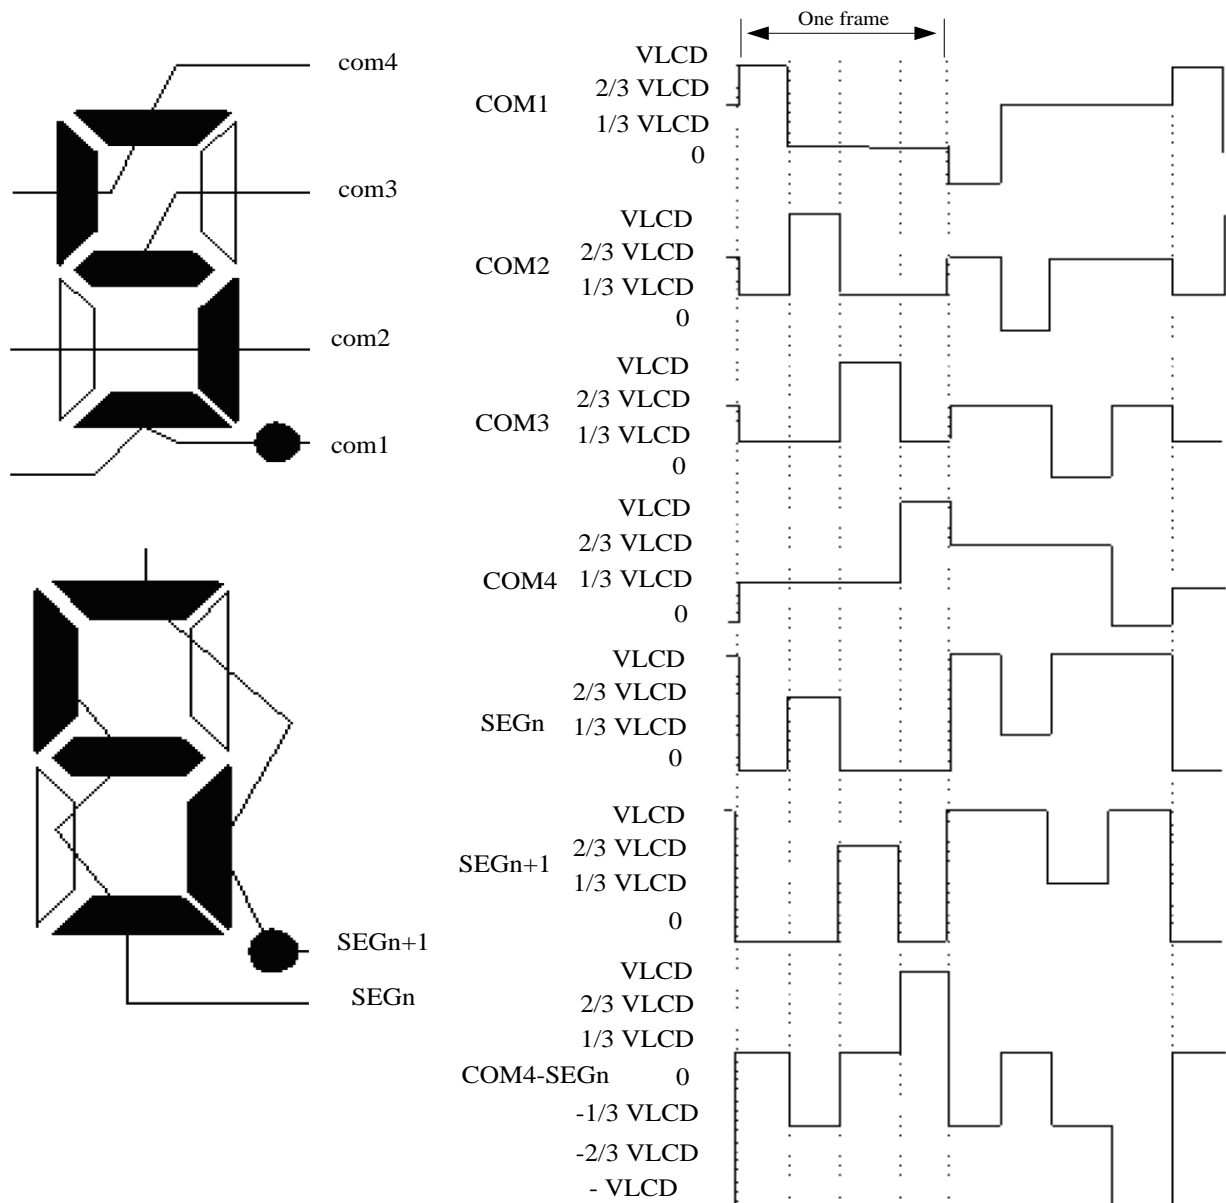 One frame
com4
com3
com2
com1
SEGn+1
SEGn
COM1
VLCD
2/3 VLCD
1/3 VLCD
0
COM2
VLCD
2/3 VLCD
1/3 VLCD
0
COM3
VLCD
2/3 VLCD
1/3 VLCD
0
COM4
VLCD
2/3 VLCD
1/3 VLCD
0
SEGn
VLCD
2/3 VLCD
1/3 VLCD
0
SEGn+1
VLCD
2/3 VLCD
1/3 VLCD
0
COM4-SEGn
VLCD
2/3 VLCD
1/3 VLCD
0
-1/3 VLCD
-2/3 VLCD
- VLCD